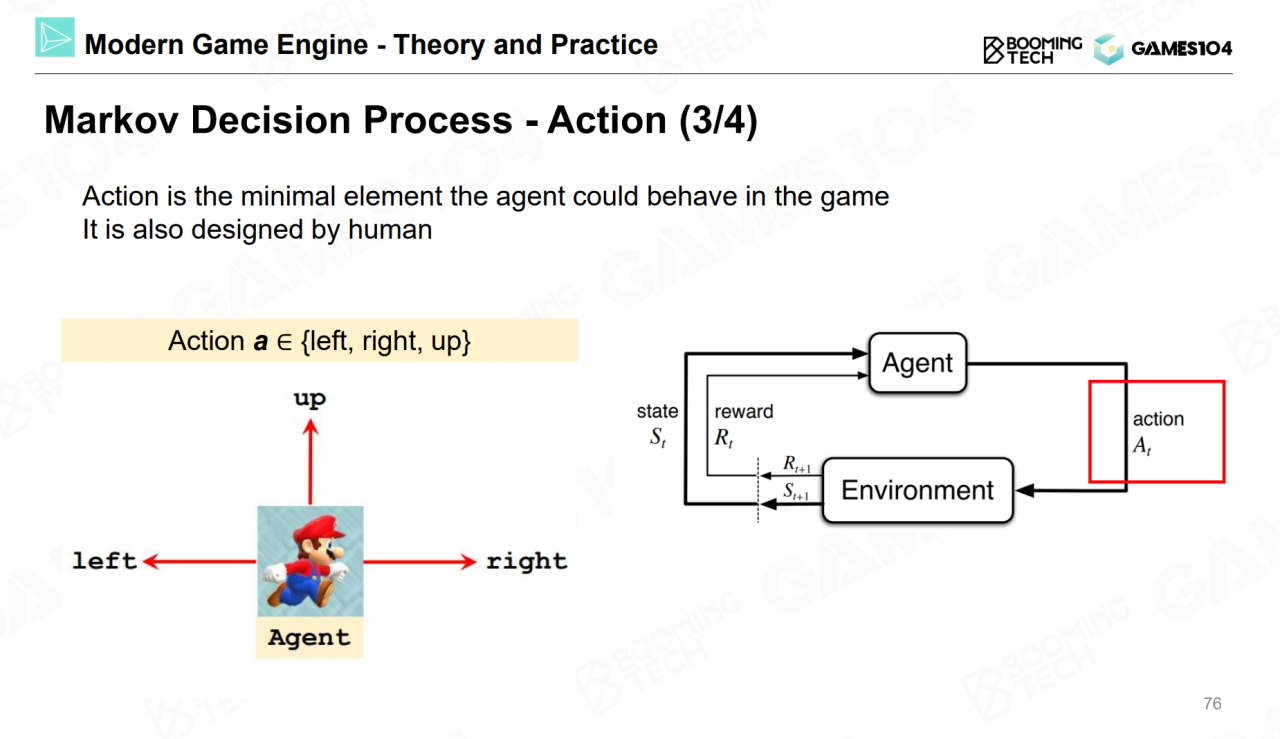 Modern Game Engine - Theory and Practice
BOOMING
TECH
GAMES104
Markov Decision Process - Action (3/4)
Action is the minimal element the agent could behave in the game
It is also designed by human
Action a ∈ {left, right, up}
up
left
right
Agent
Agent
state
S_t
reward
R_t
action
A_t
R_{t+1}
S_{t+1}
Environment
76